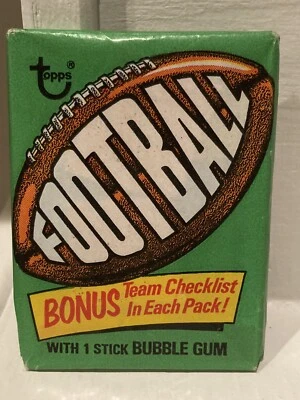 topps®
FOOTBALL
BONUS Team Checklist
In Each Pack!
WITH 1 STICK BUBBLE GUM